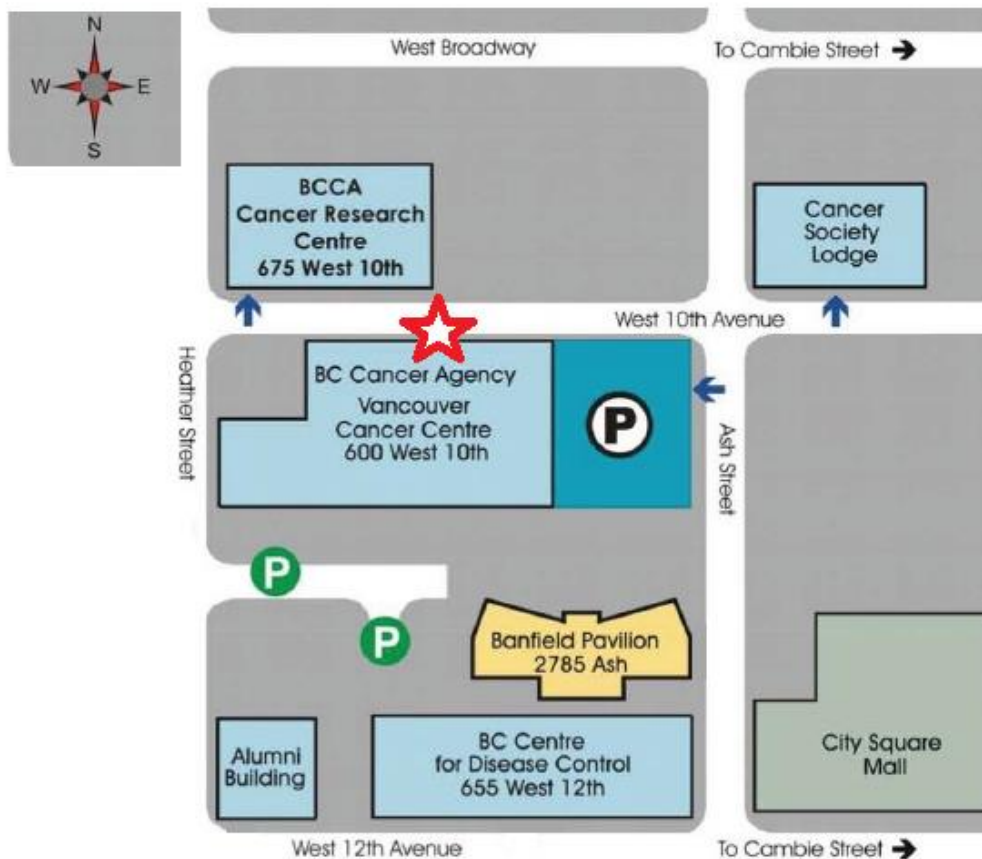 N
W E
S
West Broadway
To Cambie Street
BCCA
Cancer Research
Centre
675 West 10th
Cancer
Society
Lodge
West 10th Avenue
Heather Street
BC Cancer Agency
Vancouver
Cancer Centre
600 West 10th
P
Ash Street
P
P
Banfield Pavilion
2785 Ash
Alumni
Building
BC Centre
for Disease Control
655 West 12th
City Square
Mall
West 12th Avenue
To Cambie Street